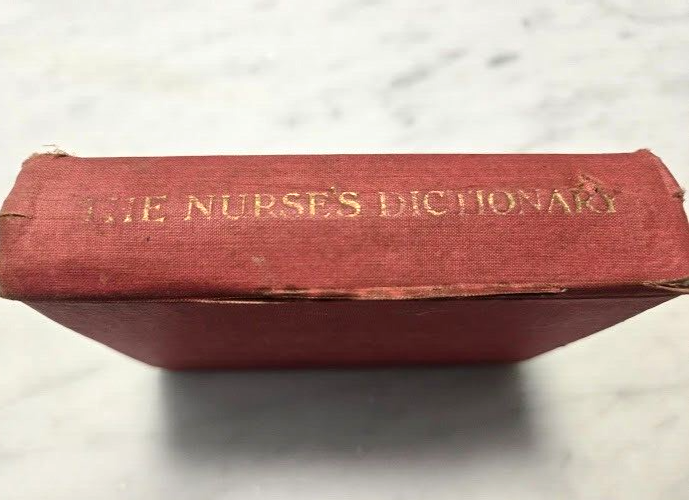 THE NURSE'S DICTIONARY